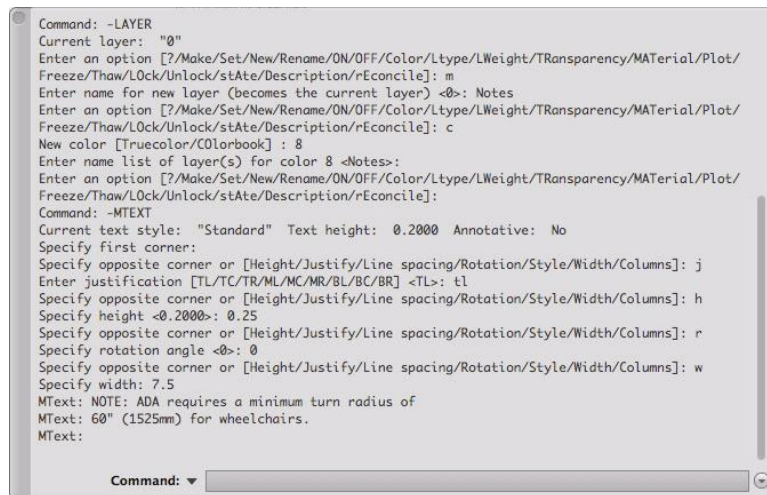 Command: -LAYER
Current layer:  "0"
Enter an option [?/Make/Set/New/Rename/ON/OFF/Color/Ltype/LWeight/TRansparency/MATerial/Plot/
Freeze/Thaw/LOck/Unlock/stAte/Description/rEconcile]: m
Enter name for new layer (becomes the current layer) <0>: Notes
Enter an option [?/Make/Set/New/Rename/ON/OFF/Color/Ltype/LWeight/TRansparency/MATerial/Plot/
Freeze/Thaw/LOck/Unlock/stAte/Description/rEconcile]: c
New color [Truecolor/COlorbook] : 8
Enter name list of layer(s) for color 8 <Notes>:
Enter an option [?/Make/Set/New/Rename/ON/OFF/Color/Ltype/LWeight/TRansparency/MATerial/Plot/
Freeze/Thaw/LOck/Unlock/stAte/Description/rEconcile]:
Command: -MTEXT
Current text style:  "Standard"  Text height:  0.2000  Annotative:  No
Specify first corner:
Specify opposite corner or [Height/Justify/Line spacing/Rotation/Style/Width/Columns]: j
Enter justification [TL/TC/TR/ML/MC/MR/BL/BC/BR] <TL>: tl
Specify opposite corner or [Height/Justify/Line spacing/Rotation/Style/Width/Columns]: h
Specify height <0.2000>: 0.25
Specify opposite corner or [Height/Justify/Line spacing/Rotation/Style/Width/Columns]: r
Specify rotation angle <0>: 0
Specify opposite corner or [Height/Justify/Line spacing/Rotation/Style/Width/Columns]: w
Specify width: 7.5
MText: NOTE: ADA requires a minimum turn radius of
MText: 60" (1525mm) for wheelchairs.
MText:
Command: